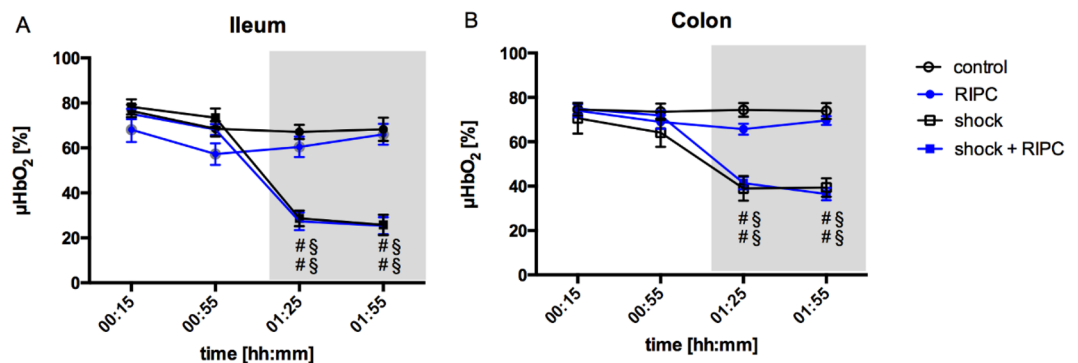 A
Ileum
µHbO2 [%]
100
80
60
40
20
0
# §
# §
# §
# §
00:15
00:55
01:25
01:55
time [hh:mm]
B
Colon
µHbO2 [%]
100
80
60
40
20
0
# §
# §
# §
# §
00:15
00:55
01:25
01:55
time [hh:mm]
control
RIPC
shock
shock + RIPC